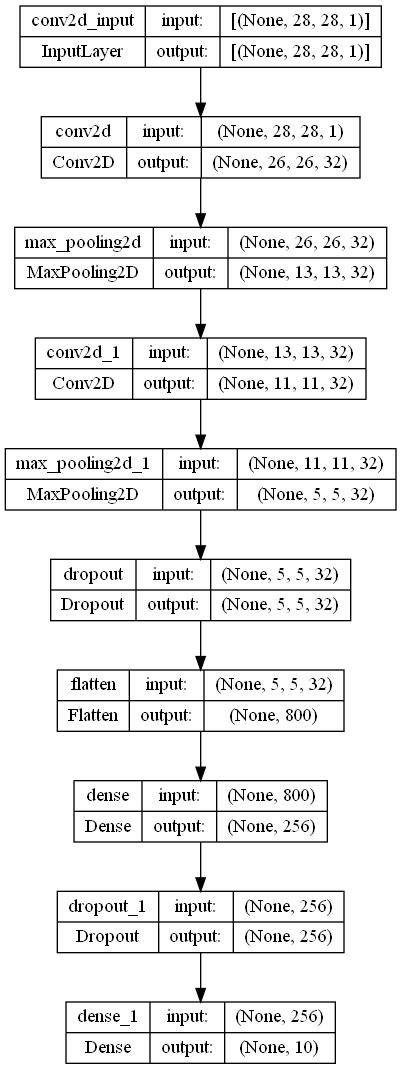 conv2d_input input: [(None, 28, 28, 1)]
InputLayer output: [(None, 28, 28, 1)]
conv2d input: (None, 28, 28, 1)
Conv2D output: (None, 26, 26, 32)
max_pooling2d input: (None, 26, 26, 32)
MaxPooling2D output: (None, 13, 13, 32)
conv2d_1 input: (None, 13, 13, 32)
Conv2D output: (None, 11, 11, 32)
max_pooling2d_1 input: (None, 11, 11, 32)
MaxPooling2D output: (None, 5, 5, 32)
dropout input: (None, 5, 5, 32)
Dropout output: (None, 5, 5, 32)
flatten input: (None, 5, 5, 32)
Flatten output: (None, 800)
dense input: (None, 800)
Dense output: (None, 256)
dropout_1 input: (None, 256)
Dropout output: (None, 256)
dense_1 input: (None, 256)
Dense output: (None, 10)